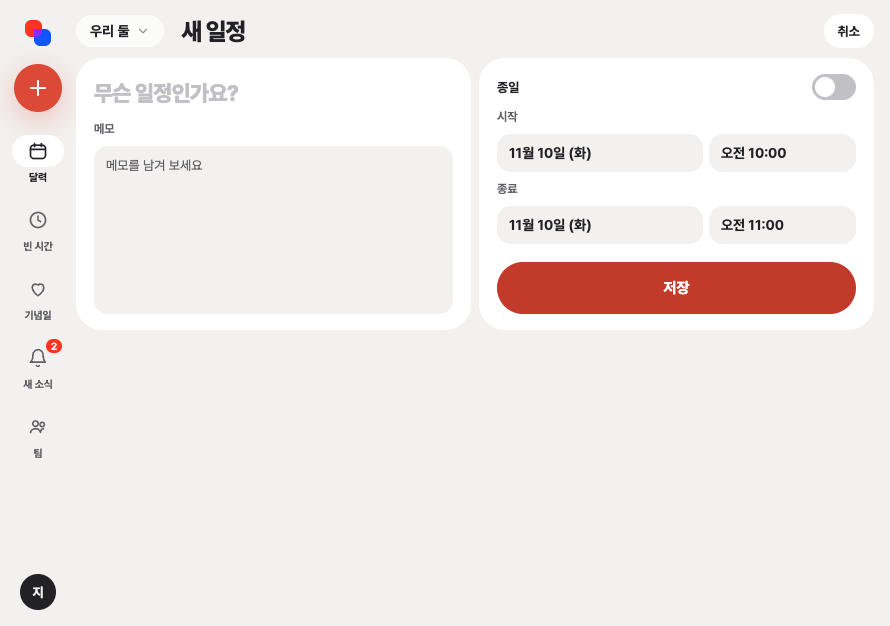 우리 둘
새 일정
취소
달력
빈 시간
기념일
2
새 소식
팀
지
무슨 일정인가요?
메모
메모를 남겨 보세요
종일
시작
11월 10일 (화)
오전 10:00
종료
11월 10일 (화)
오전 11:00
저장